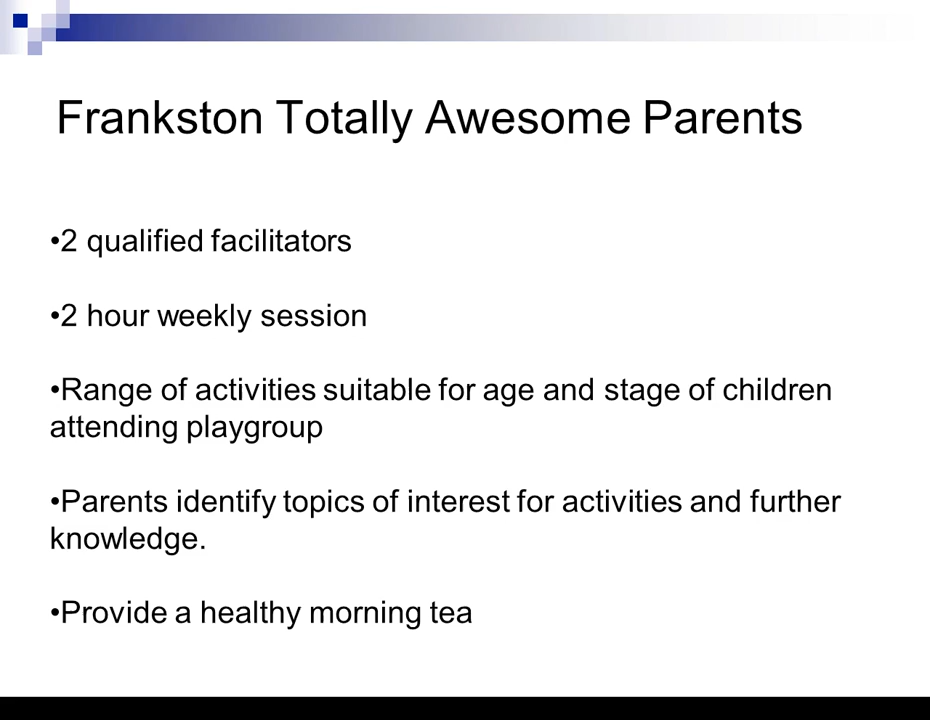 Frankston Totally Awesome Parents
•2 qualified facilitators
•2 hour weekly session
•Range of activities suitable for age and stage of children
attending playgroup
•Parents identify topics of interest for activities and further
knowledge.
•Provide a healthy morning tea